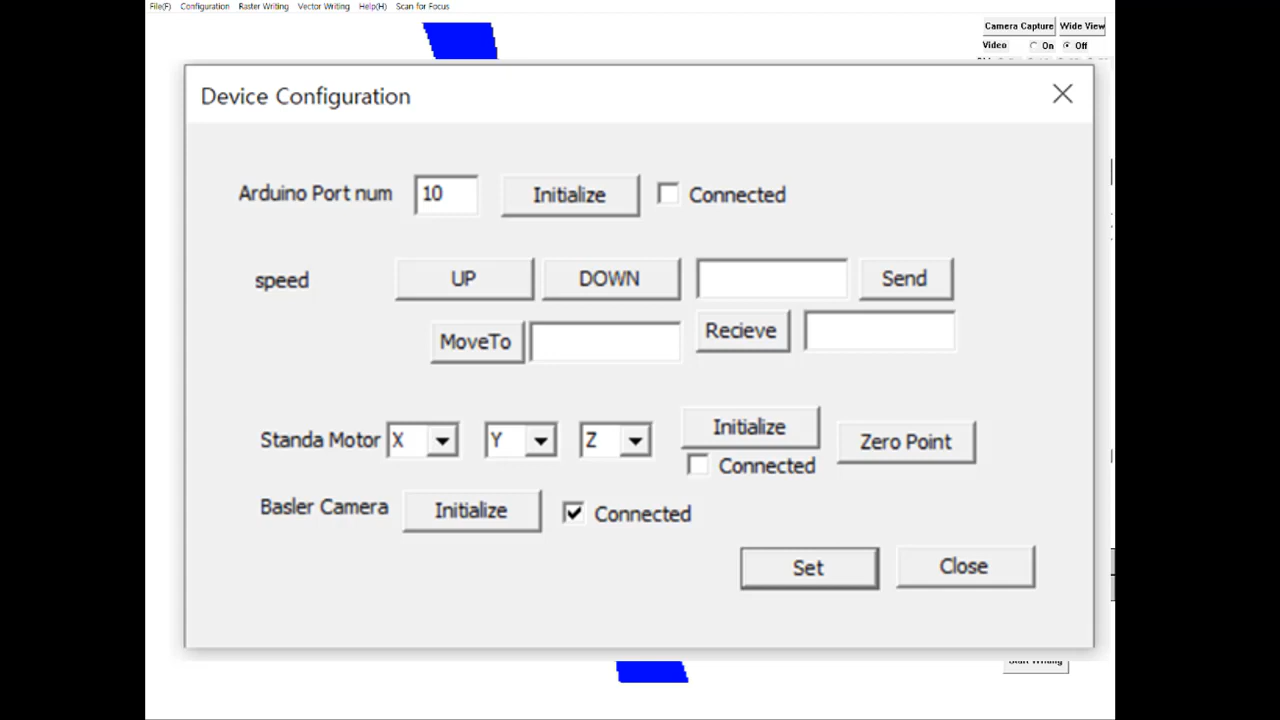 File(F) Configuration Raster Writing Vector Writing Help(H) Scan for Focus
Camera Capture Wide View
Video On Off
Device Configuration
Arduino Port num 10 Initialize Connected
speed UP DOWN Send
MoveTo Recieve
Standa Motor X Y Z Initialize Zero Point
Connected
Basler Camera Initialize Connected
Set Close
Start Writing